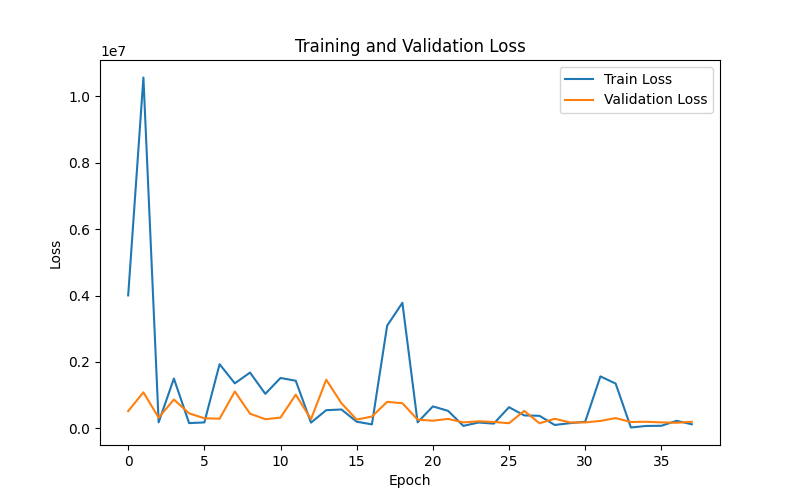 Training and Validation Loss
1e7
Train Loss
Validation Loss
1.0
0.8
0.6
0.4
0.2
0.0
Loss
0 5 10 15 20 25 30 35
Epoch